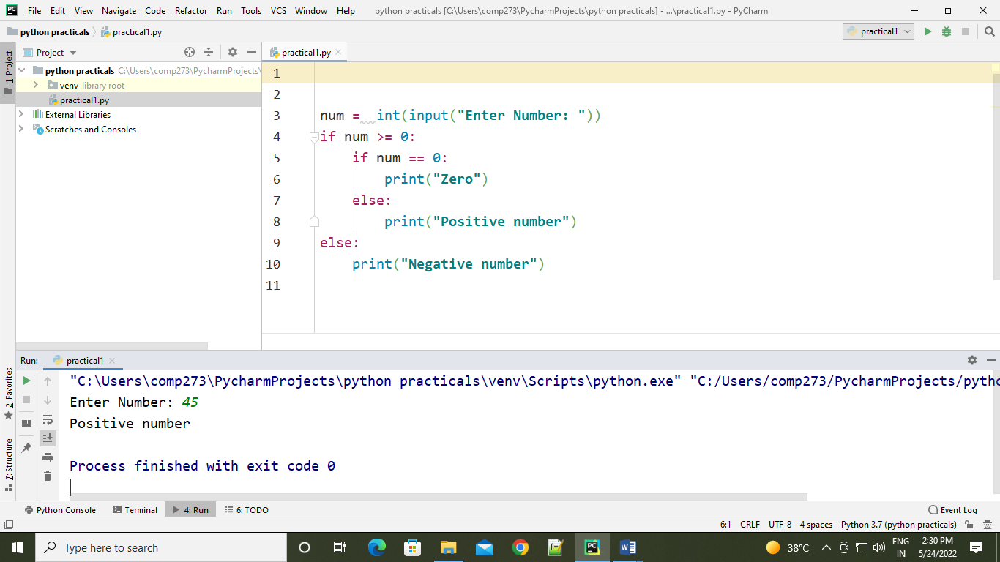 File Edit View Navigate Code Refactor Run Tools VCS Window Help python practicals [C:\Users\comp273\PycharmProjects\python practicals] - ...\practical1.py - PyCharm
python practicals practical1.py practical1
1: Project
Project
practical1.py
python practicals C:\Users\comp273\PycharmProjects\
venv library root
practical1.py
External Libraries
Scratches and Consoles
1
2
3 num = int(input("Enter Number: "))
4 if num >= 0:
5 if num == 0:
6 print("Zero")
7 else:
8 print("Positive number")
9 else:
10 print("Negative number")
11
2: Favorites
7: Structure
Run: practical1
"C:\Users\comp273\PycharmProjects\python practicals\venv\Scripts\python.exe" "C:/Users/comp273/PycharmProjects/pytho
Enter Number: 45
Positive number
Process finished with exit code 0
Python Console Terminal 4: Run 6: TODO Event Log
6:1 CRLF UTF-8 4 spaces Python 3.7 (python practicals)
Type here to search
38°C
ENG
IN
2:30 PM
5/24/2022